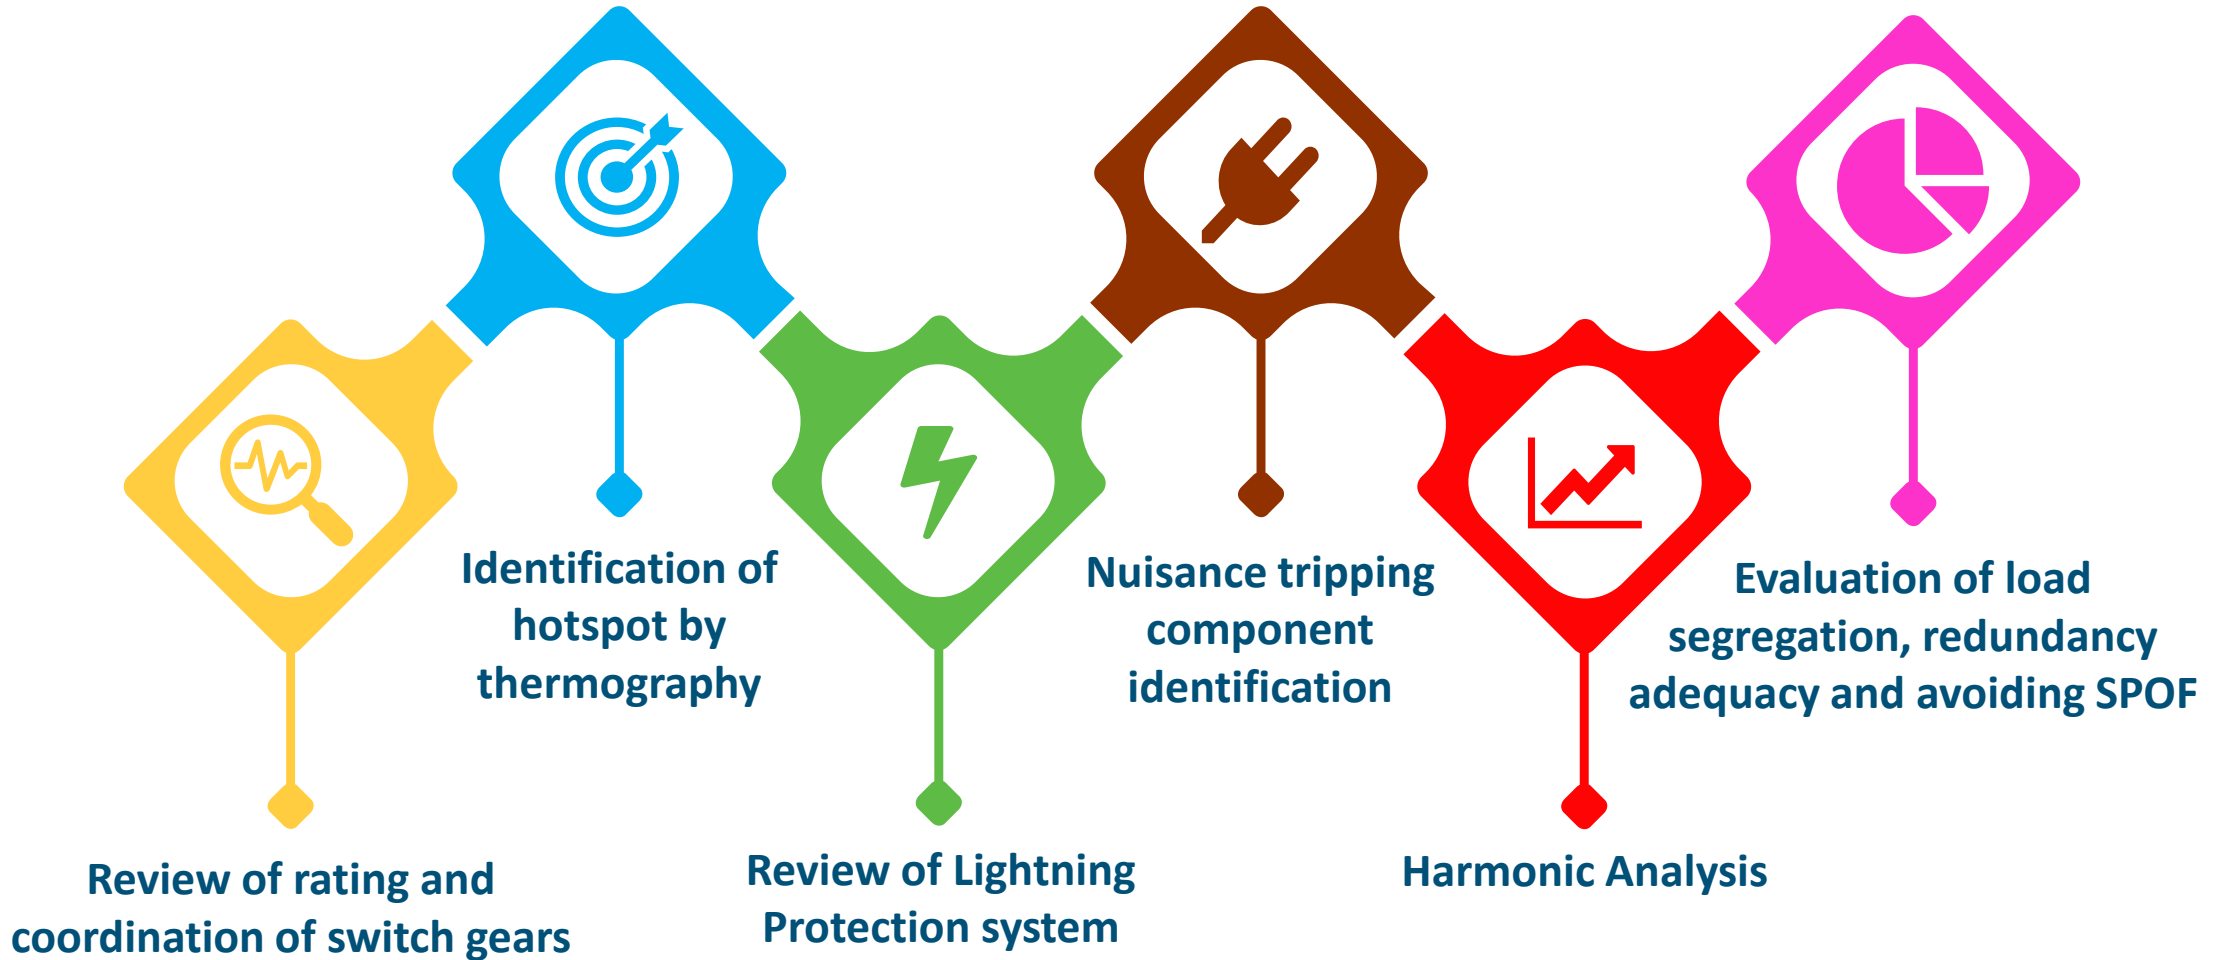 Review of rating and
coordination of switch gears
Identification of
hotspot by
thermography
Review of Lightning
Protection system
Nuisance tripping
component
identification
Harmonic Analysis
Evaluation of load
segregation, redundancy
adequacy and avoiding SPOF